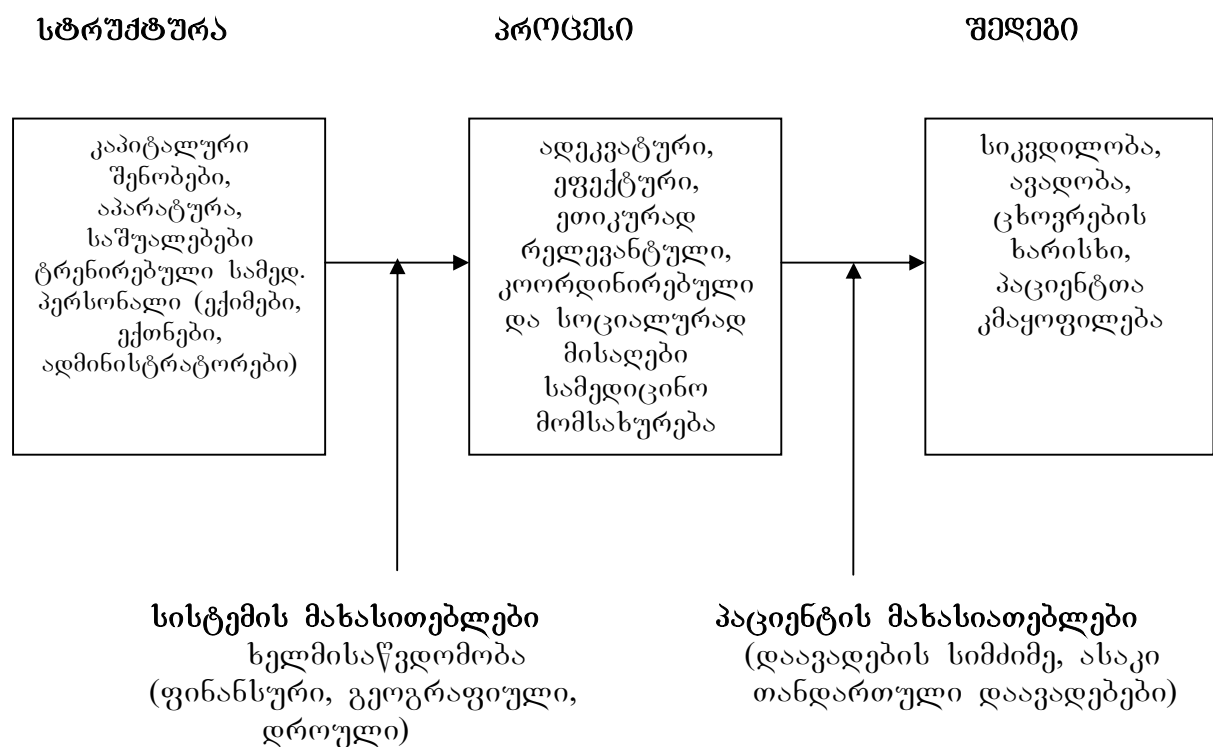 სტრუქტურა
კაპიტალური
შენობები,
აპარატურა,
საშუალებები
ტრენირებული სამედ.
პერსონალი (ექიმები,
ექთნები,
ადმინისტრატორები)
პროცესი
ადეკვატური,
ეფექტური,
ეთიკურად
რელევანტული,
კოორდინირებული
და სოციალურად
მისაღები
სამედიცინო
მომსახურება
შედეგი
სიკვდილობა,
ავადობა,
ცხოვრების
ხარისხი,
პაციენტთა
კმაყოფილება
სისტემის მახასითებლები
ხელმისაწვდომობა
(ფინანსური, გეოგრაფიული,
დროული)
პაციენტის მახასიათებლები
(დაავადების სიმძიმე, ასაკი
თანდართული დაავადებები)